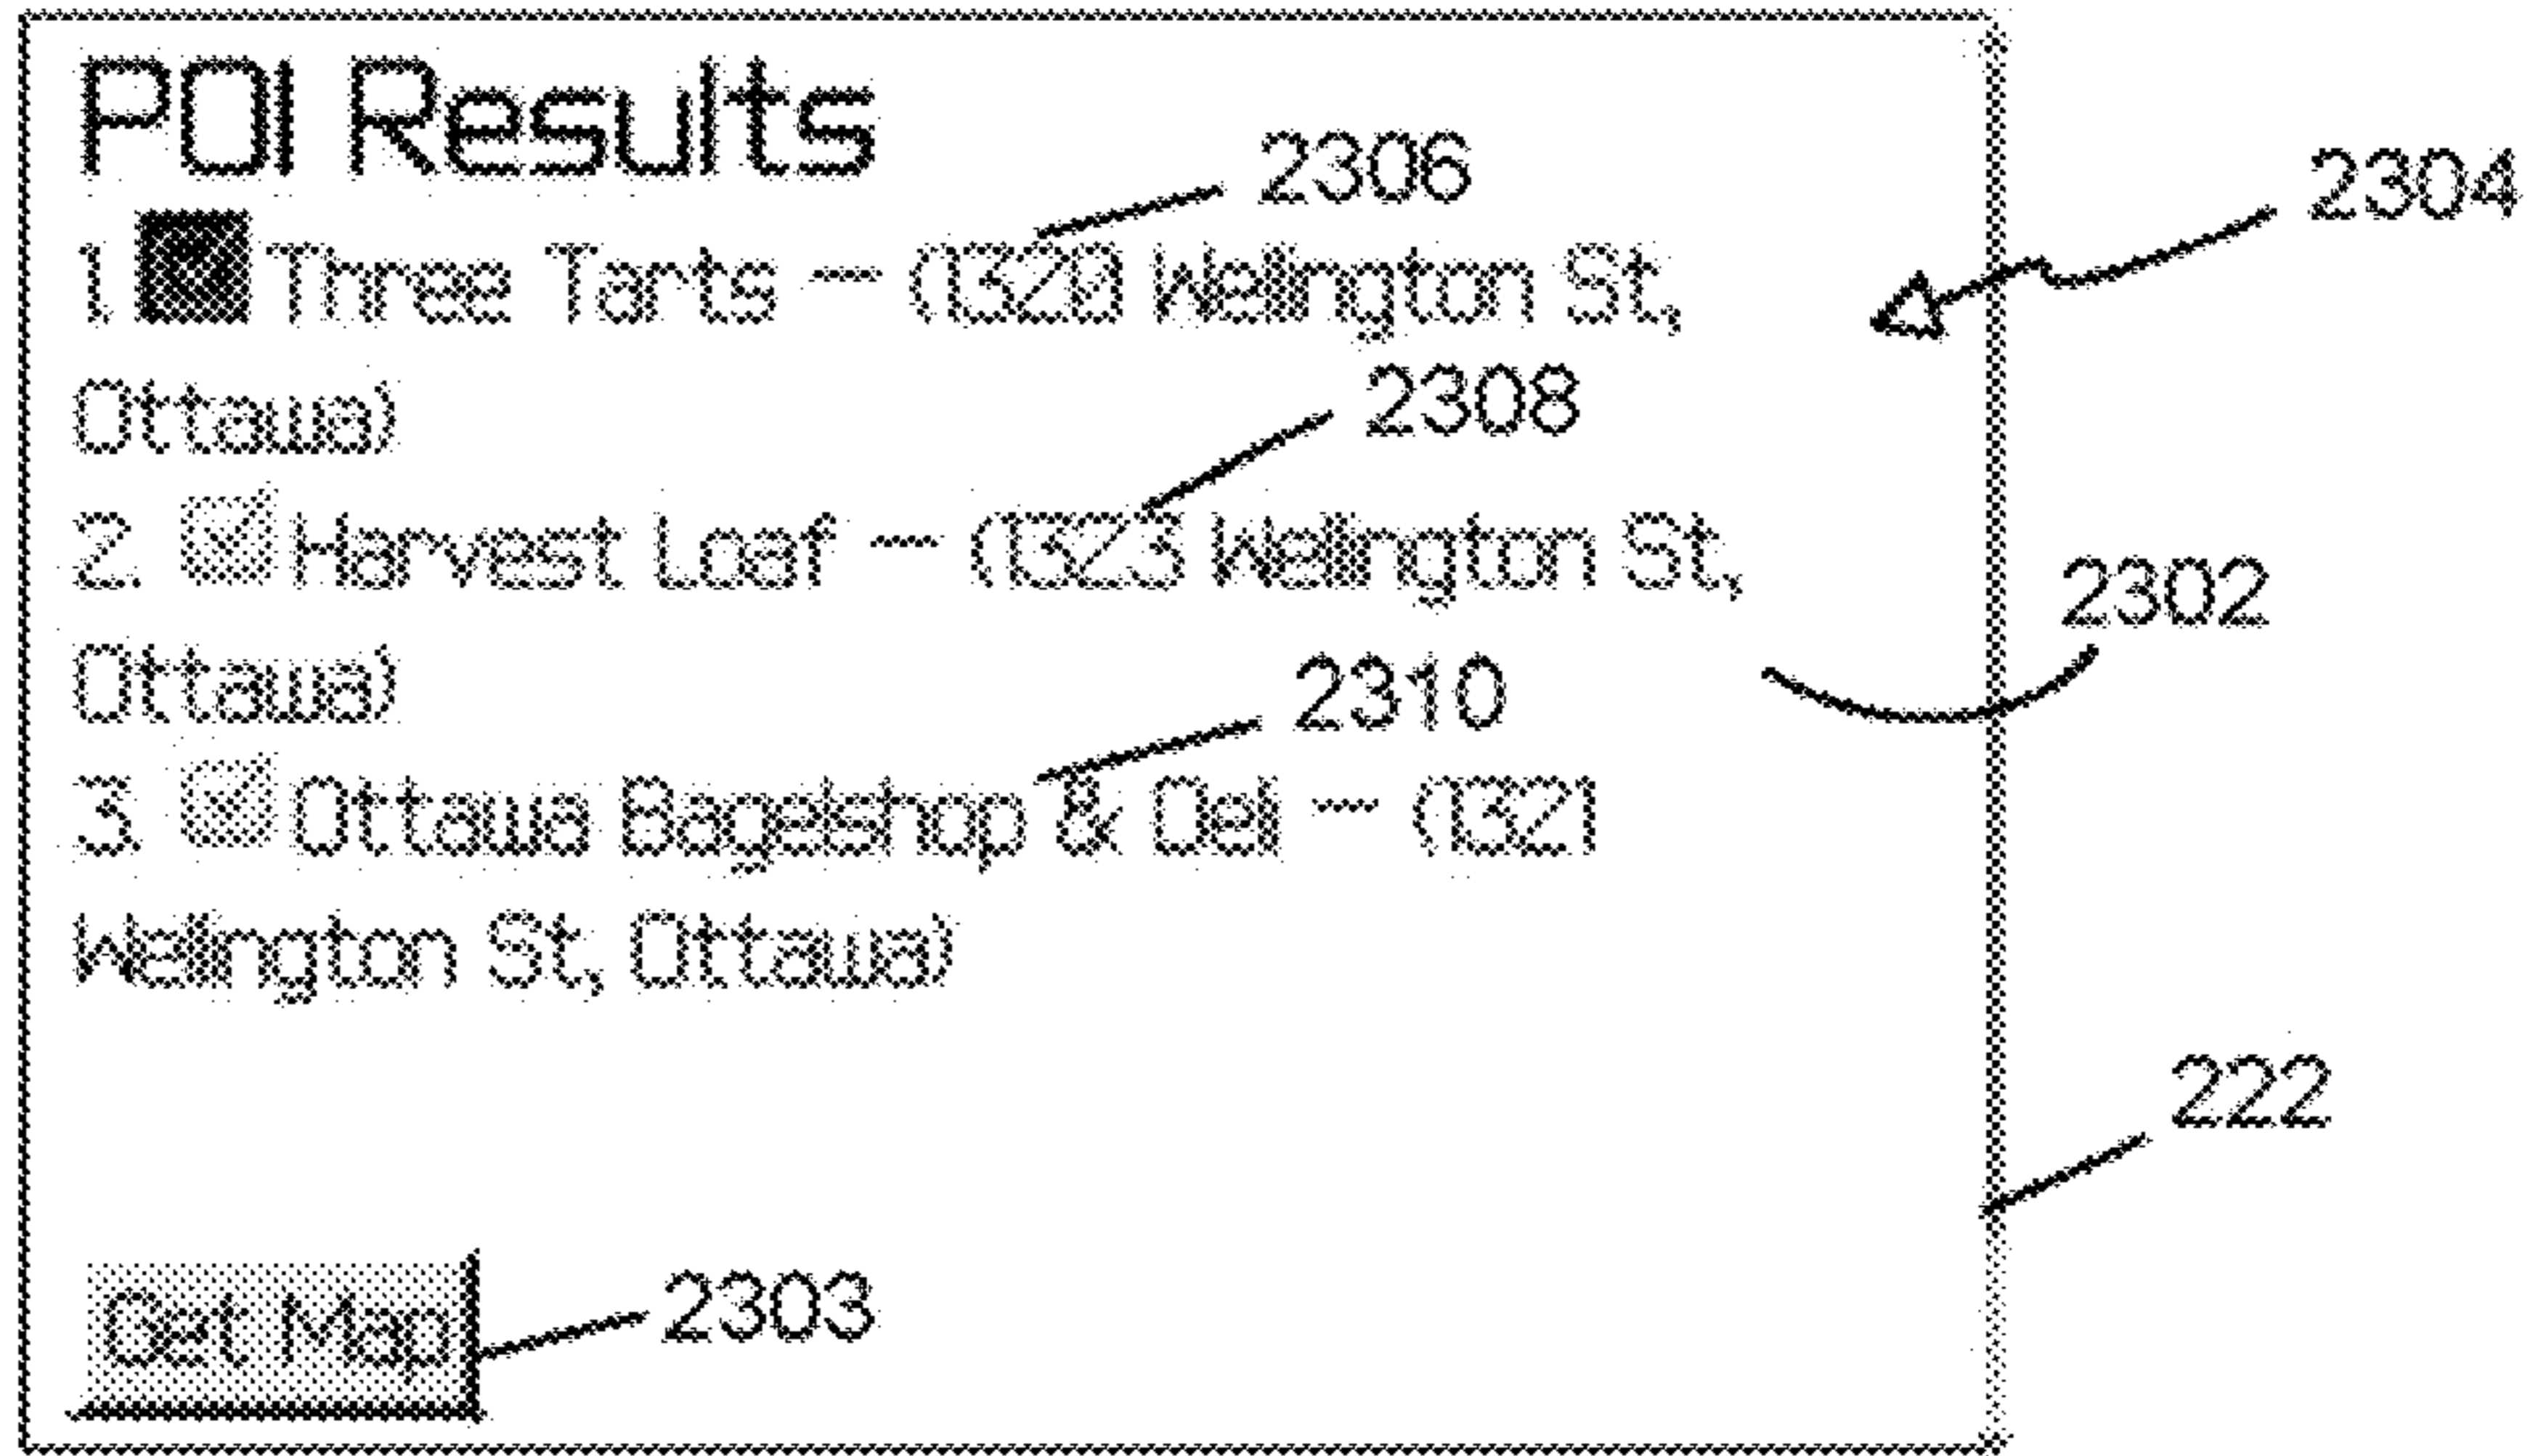 POI Results
2306
2304
1. Three Tarts — (1320 Wellington St,
Ottawa)
2308
2. Harvest Loaf — (1323 Wellington St,
2302
Ottawa)
2310
3. Ottawa Bagelshop & Deli — (1321
Wellington St, Ottawa)
222
Get Map
2303